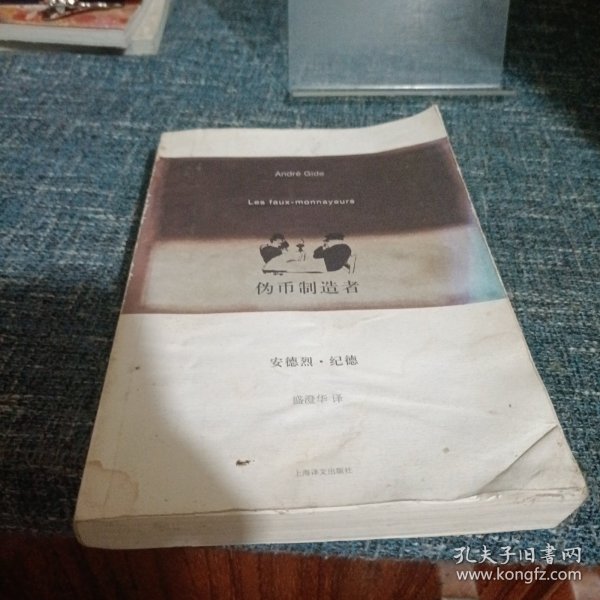 André Gide
Les faux-monnayeurs
伪币制造者
安德烈·纪德
盛澄华 译
上海译文出版社
孔夫子旧书网
www.kongfz.com